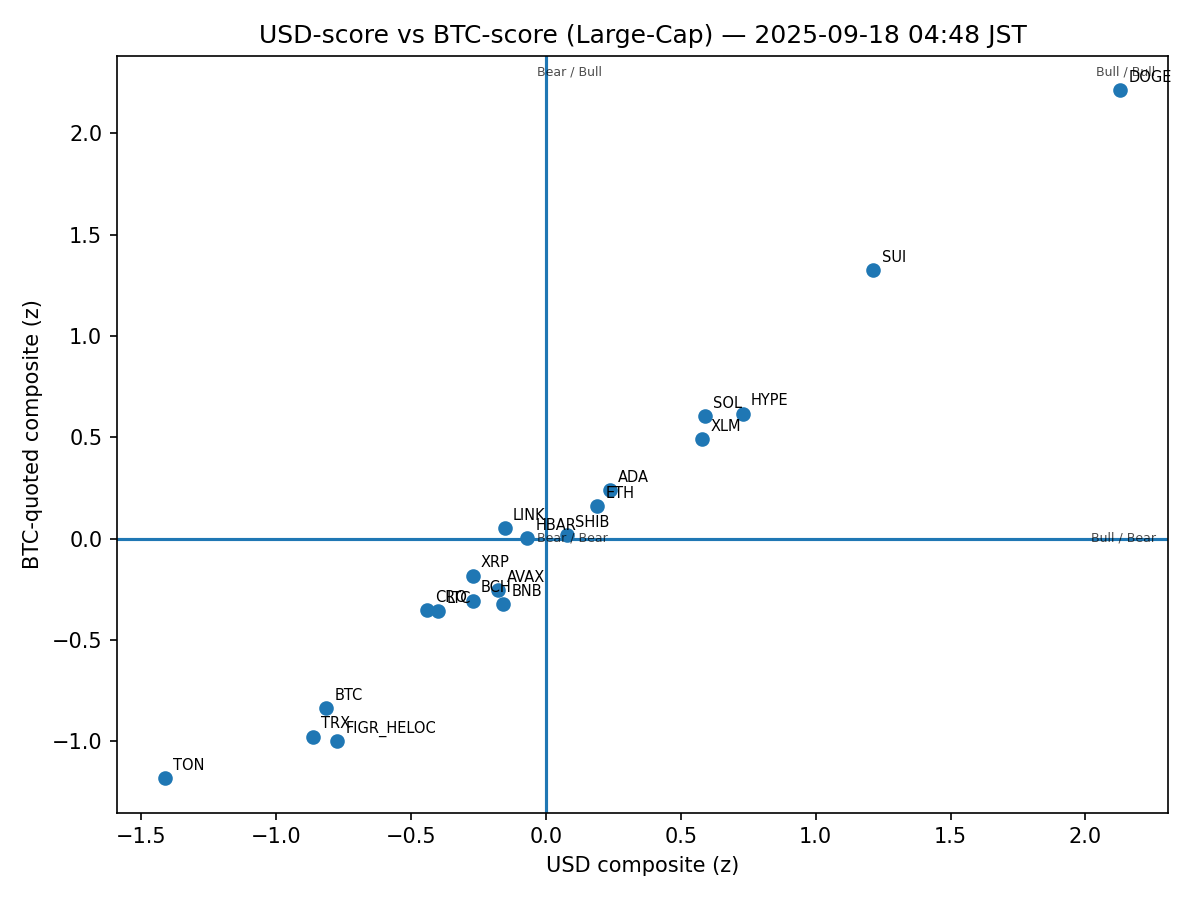 USD-score vs BTC-score (Large-Cap) — 2025-09-18 04:48 JST
Bear / Bull
Bull / Bull
DOGE
2.0
1.5
SUI
1.0
SOL
HYPE
0.5
XLM
ADA
ETH
LINK
HBAR
SHIB
0.0
Bear / Bear
Bull / Bear
XRP
AVAX
BCH
BNB
CRO
LTC
−0.5
BTC
TRX
FIGR_HELOC
−1.0
TON
−1.5
−1.0
−0.5
0.0
0.5
1.0
1.5
2.0
USD composite (z)
BTC-quoted composite (z)